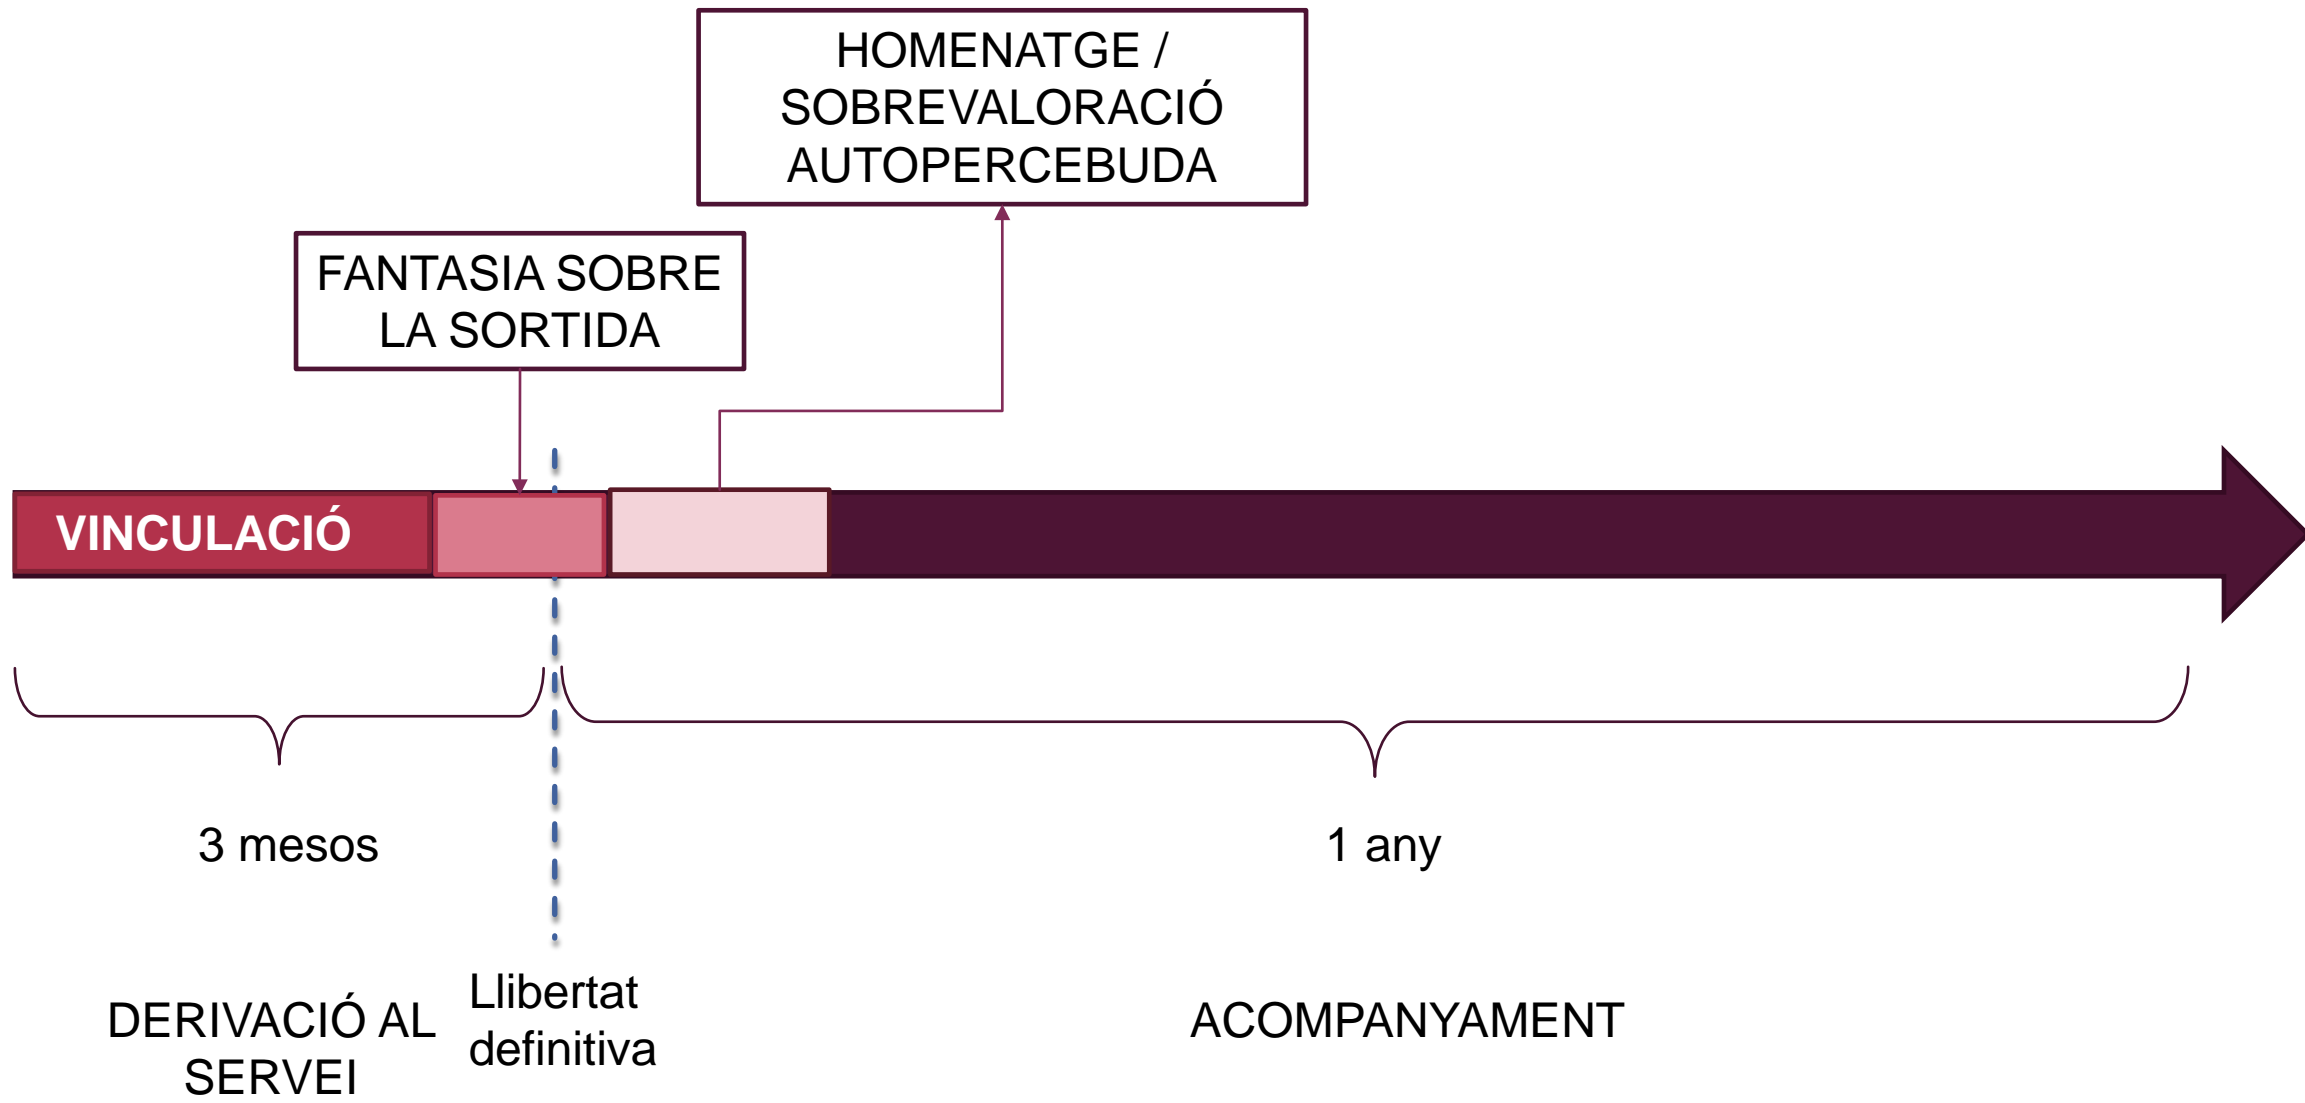 HOMENATGE /
SOBREVALORACIÓ
AUTOPERCEBUDA
FANTASIA SOBRE
LA SORTIDA
VINCULACIÓ
3 mesos
1 any
DERIVACIÓ AL
SERVEI
Llibertat
definitiva
ACOMPANYAMENT